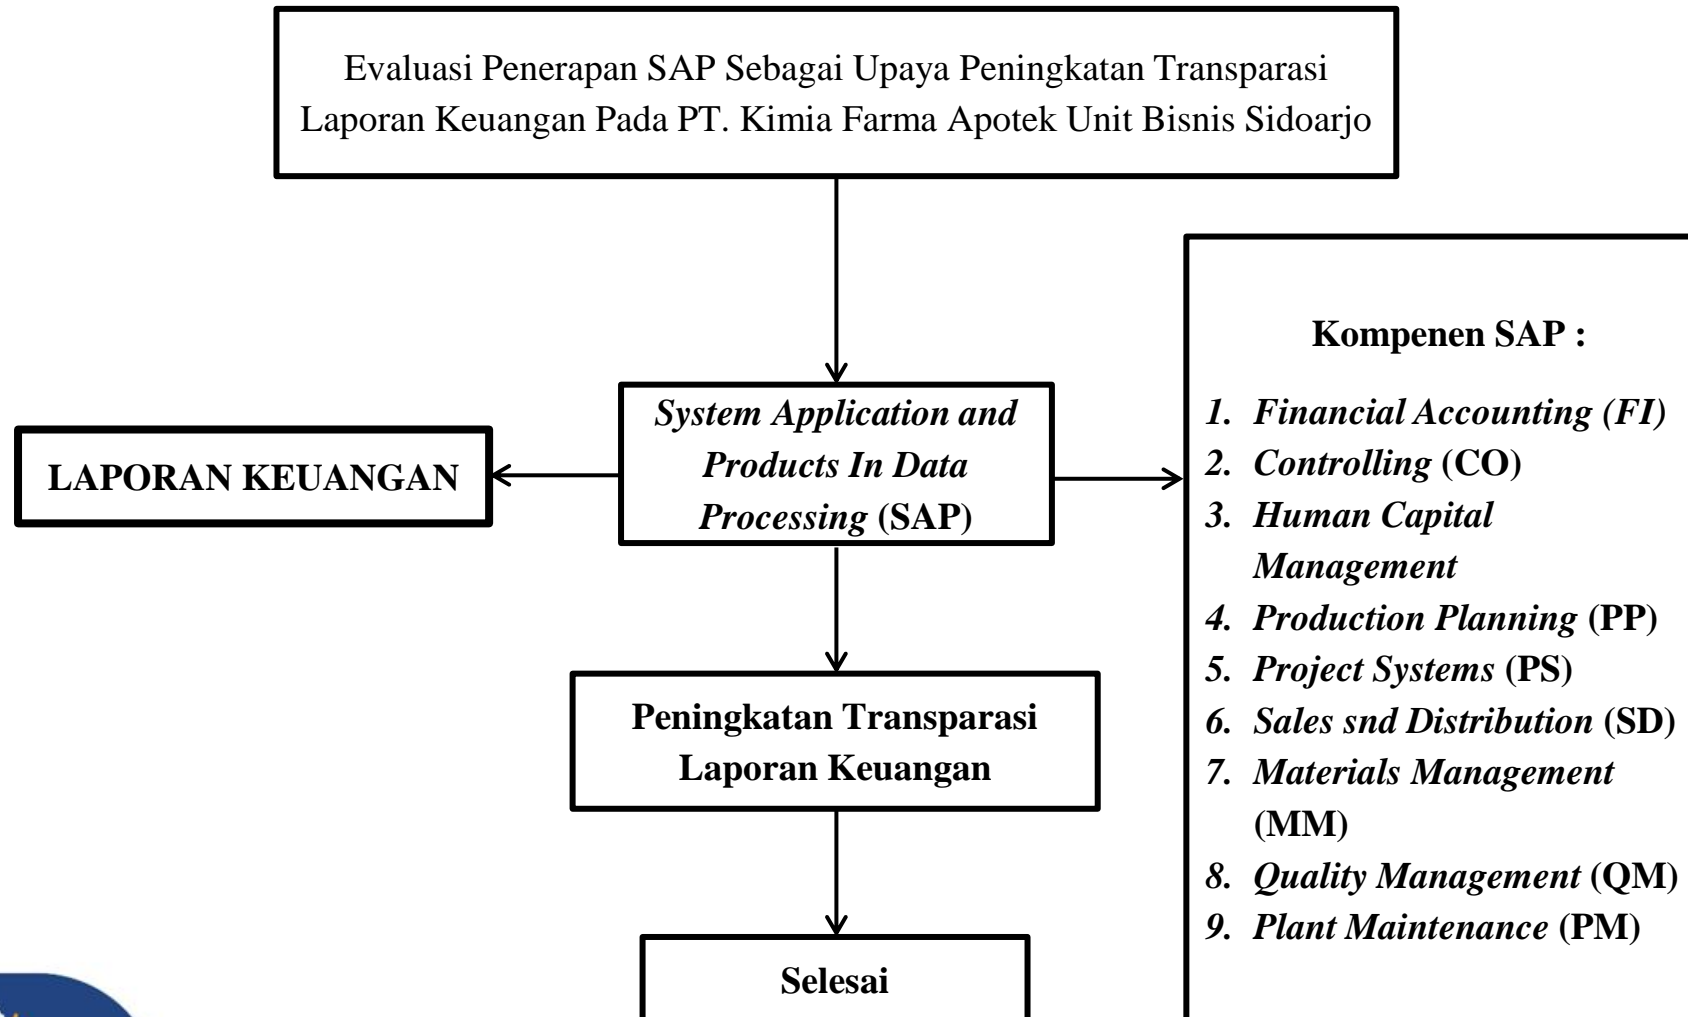 Evaluasi Penerapan SAP Sebagai Upaya Peningkatan Transparasi
Laporan Keuangan Pada PT. Kimia Farma Apotek Unit Bisnis Sidoarjo
LAPORAN KEUANGAN
System Application and
Products In Data
Processing (SAP)
Peningkatan Transparasi
Laporan Keuangan
Selesai
Kompenen SAP :
1. Financial Accounting (FI)
2. Controlling (CO)
3. Human Capital
Management
4. Production Planning (PP)
5. Project Systems (PS)
6. Sales snd Distribution (SD)
7. Materials Management
(MM)
8. Quality Management (QM)
9. Plant Maintenance (PM)